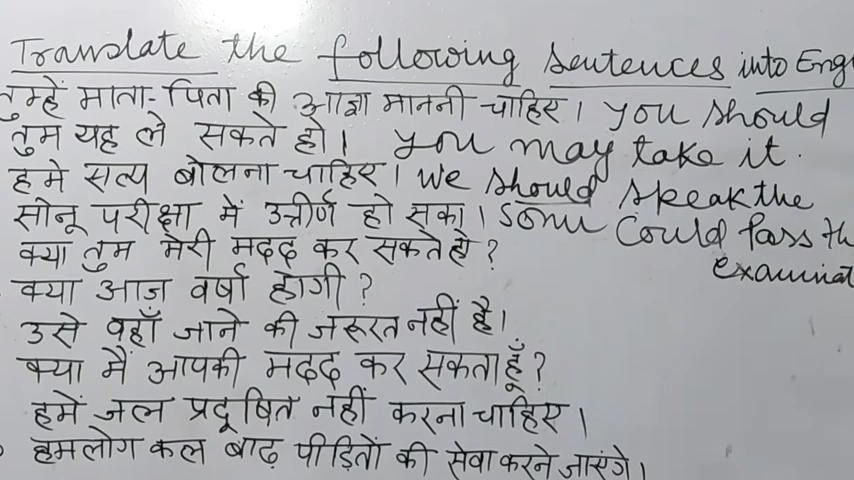 Translate the following sentences into Eng
तुम्हें माता-पिता की आज्ञा माननी चाहिए। You should
तुम यह ले सकते हो। You may take it.
हमे सत्य बोलना चाहिए। We should speak the
सोनू परीक्षा में उत्तीर्ण हो सका। Sonu Could Pass th
examinat
क्या तुम मेरी मदद कर सकते हो?
क्या आज वर्षा होगी?
उसे वहाँ जाने की जरूरत नहीं है।
क्या मैं आपकी मदद कर सकता हूँ?
हमें जल प्रदूषित नहीं करना चाहिए।
हमलोग कल बाढ़ पीड़ितों की सेवा करने जाएंगे।